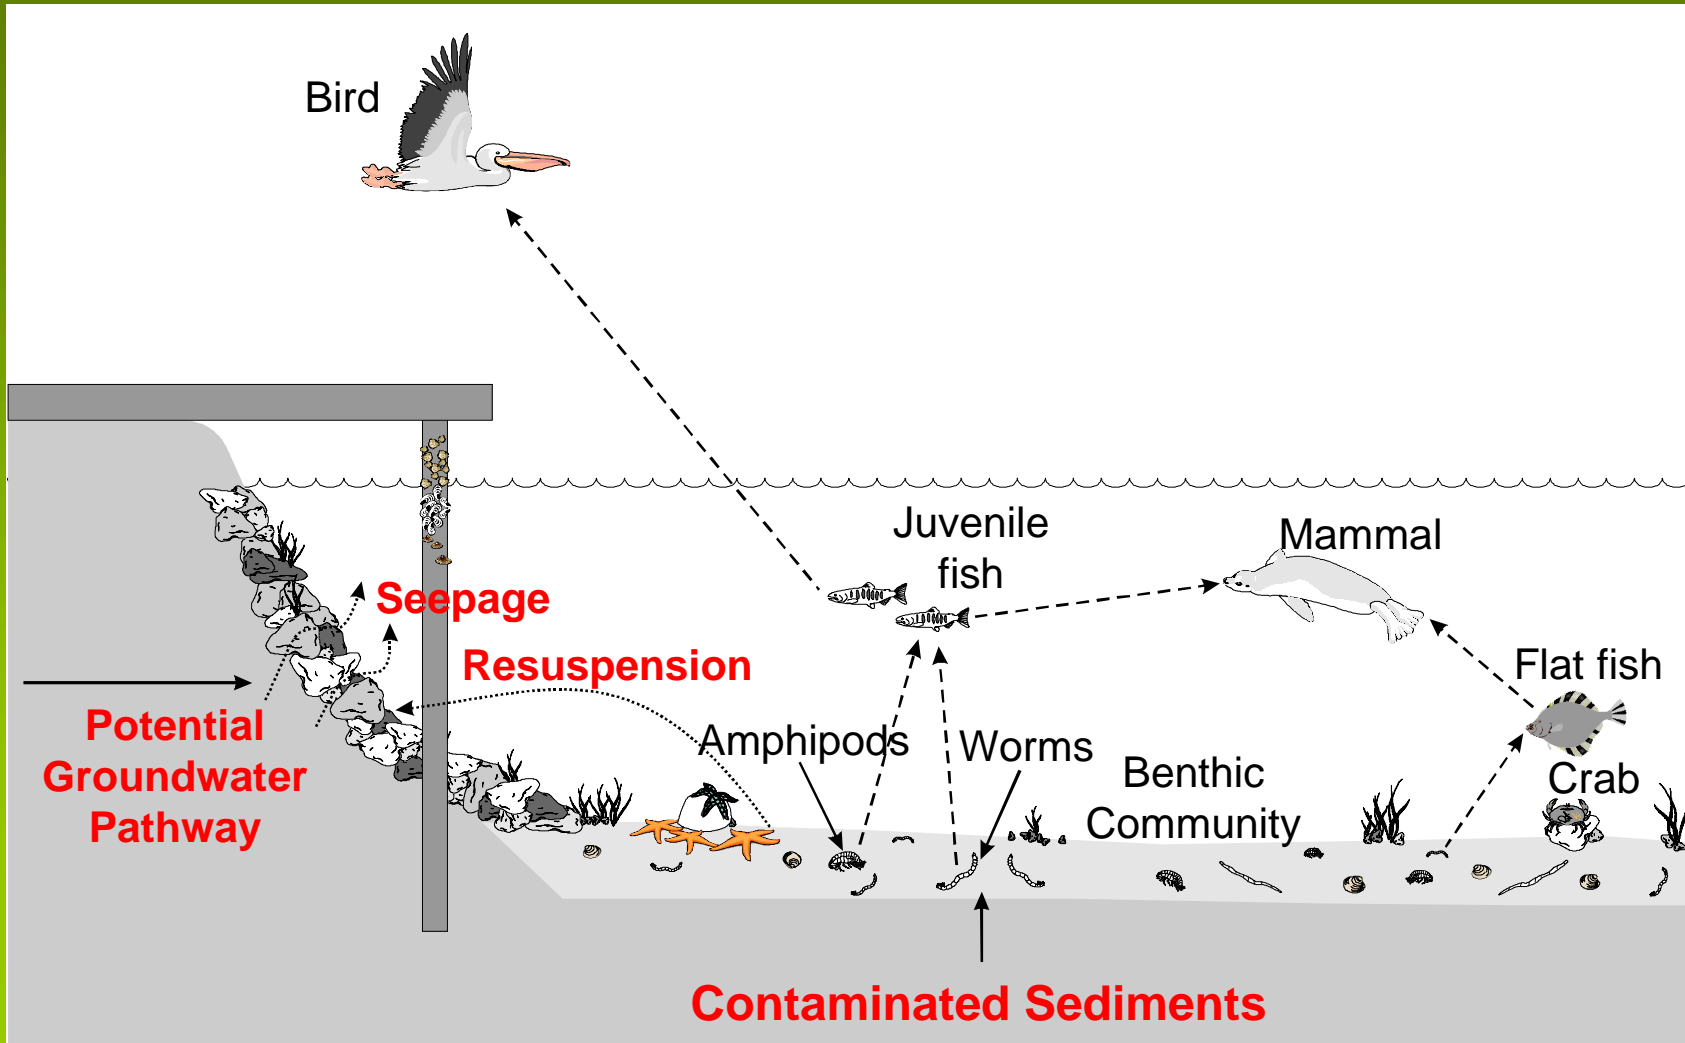 Bird
Juvenile
fish
Mammal
Seepage
Resuspension
Flat fish
Potential
Groundwater
Pathway
Amphipods
Worms
Benthic
Community
Crab
Contaminated Sediments